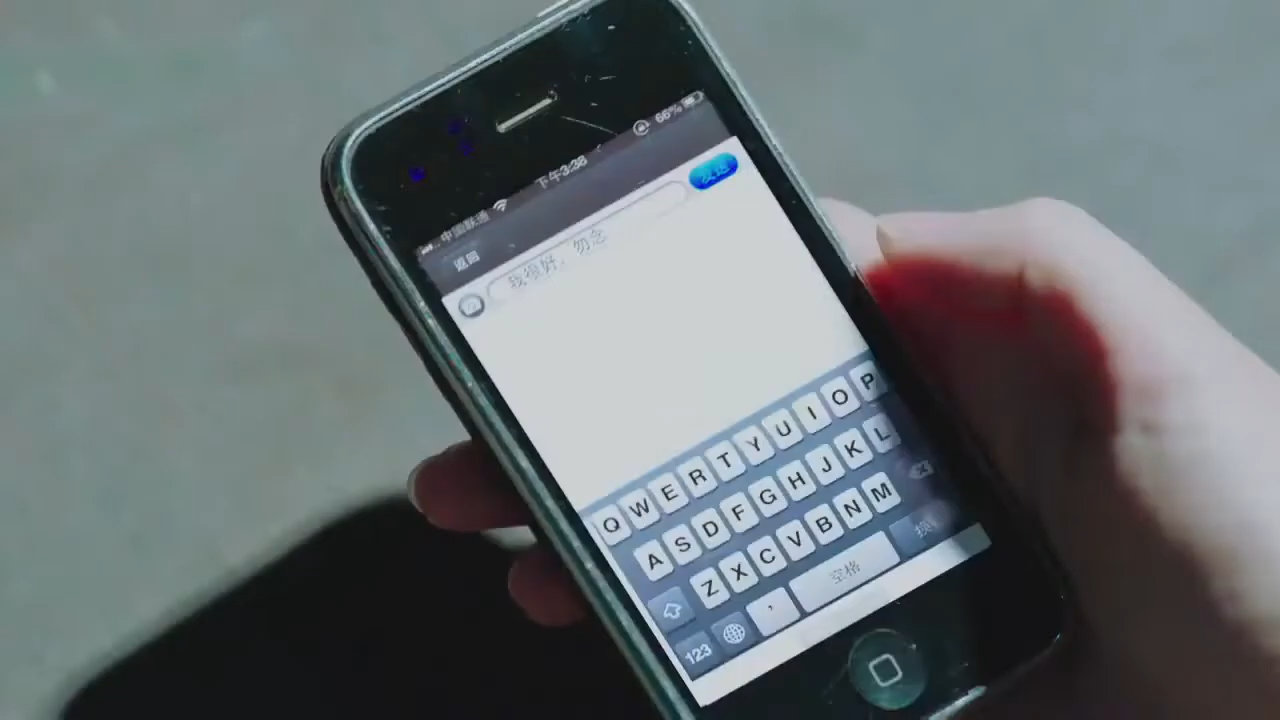 中国联通 下午3:38 66%
返回
我很好，勿念 发送
Q W E R T Y U I O P
A S D F G H J K L
Z X C V B N M
123 , 空格 换行